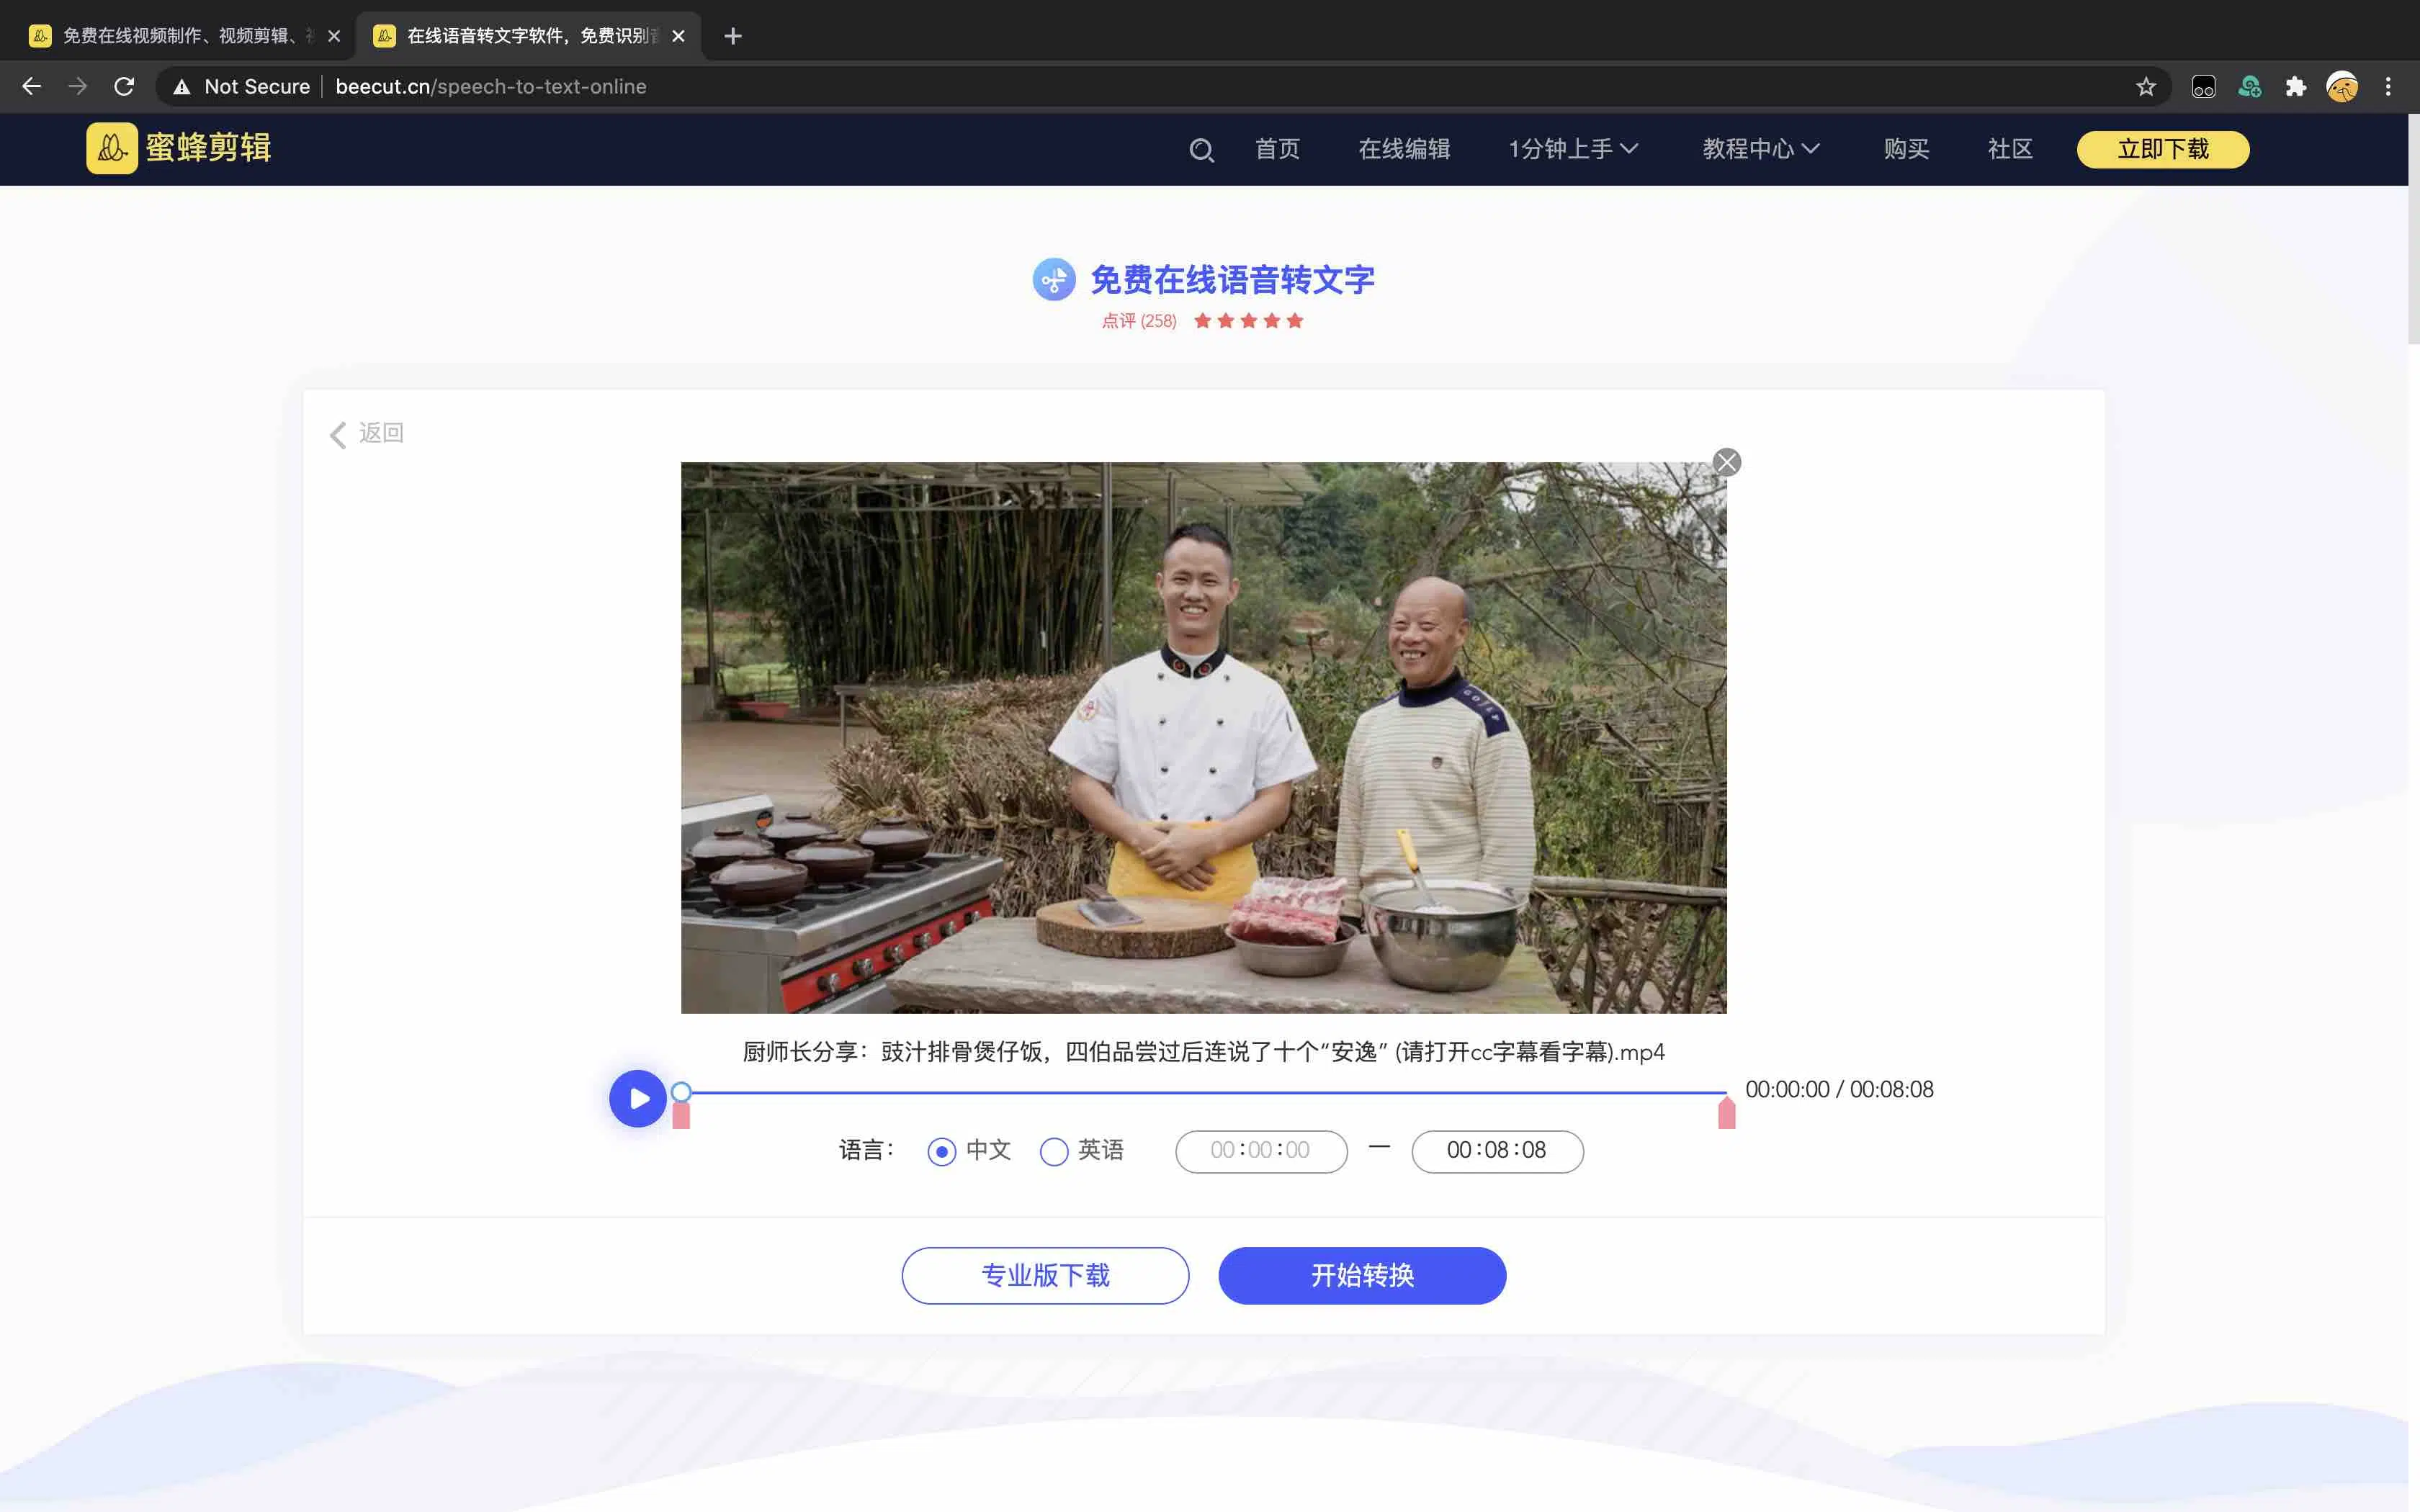 免费在线视频制作、视频剪辑、
在线语音转文字软件，免费识别
Not Secure
beecut.cn/speech-to-text-online
蜜蜂剪辑
首页
在线编辑
1分钟上手
教程中心
购买
社区
立即下载
免费在线语音转文字
点评 (258)
返回
GOJLP
厨师长分享：豉汁排骨煲仔饭，四伯品尝过后连说了十个“安逸” (请打开cc字幕看字幕).mp4
00:00:00 / 00:08:08
语言：
中文
英语
00:00:00
—
00:08:08
专业版下载
开始转换